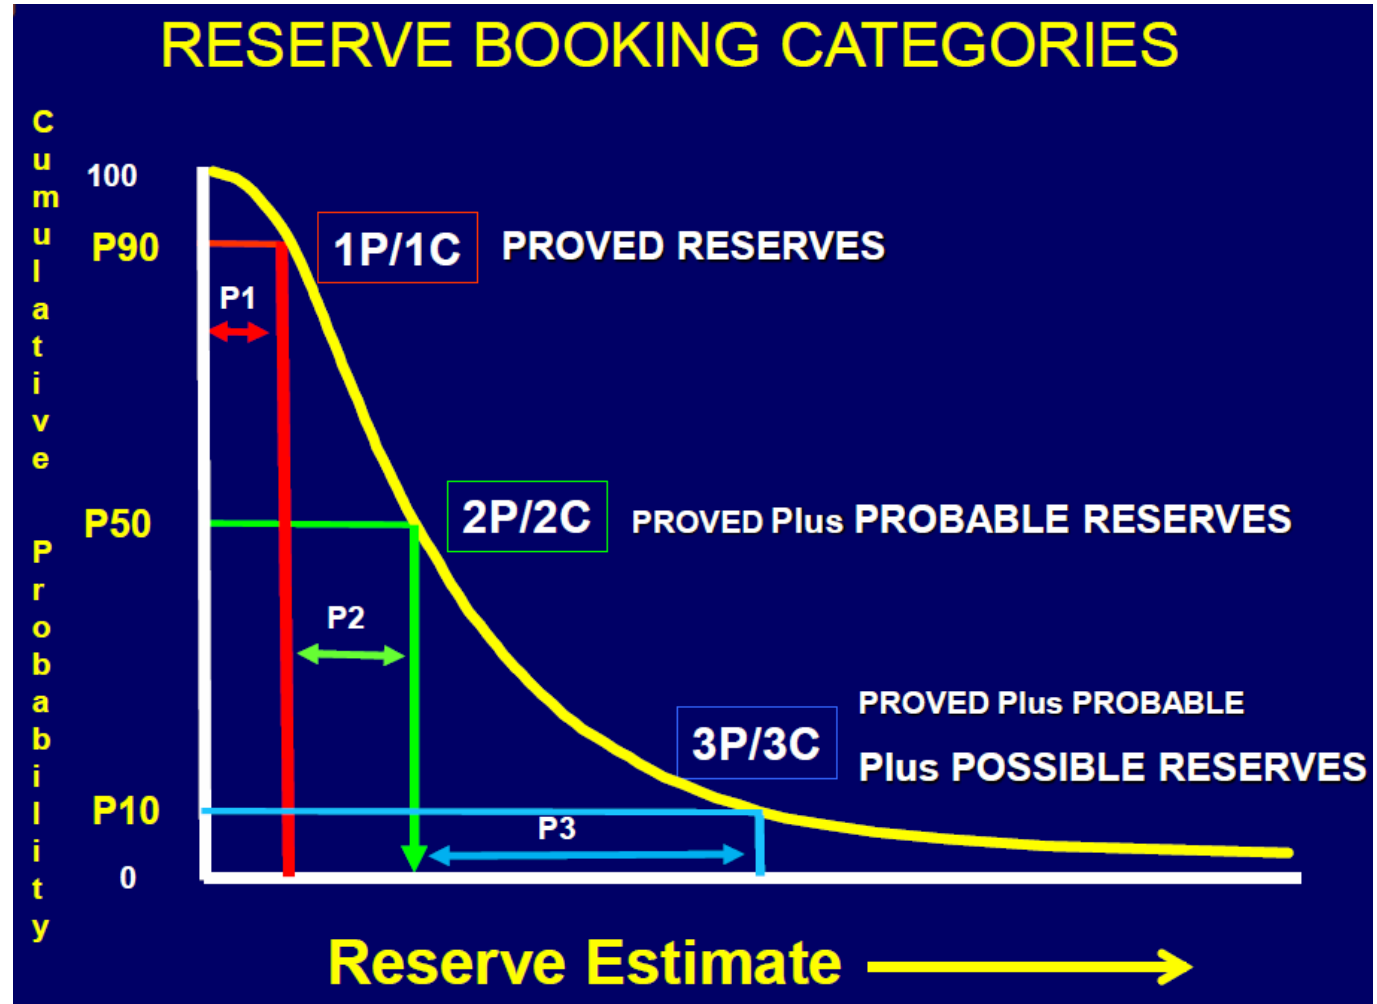 RESERVE BOOKING CATEGORIES
Cumulative Probability
100
P90
1P/1C
PROVED RESERVES
P1
P50
2P/2C
PROVED Plus PROBABLE RESERVES
P2
3P/3C
PROVED Plus PROBABLE
Plus POSSIBLE RESERVES
P10
P3
0
Reserve Estimate